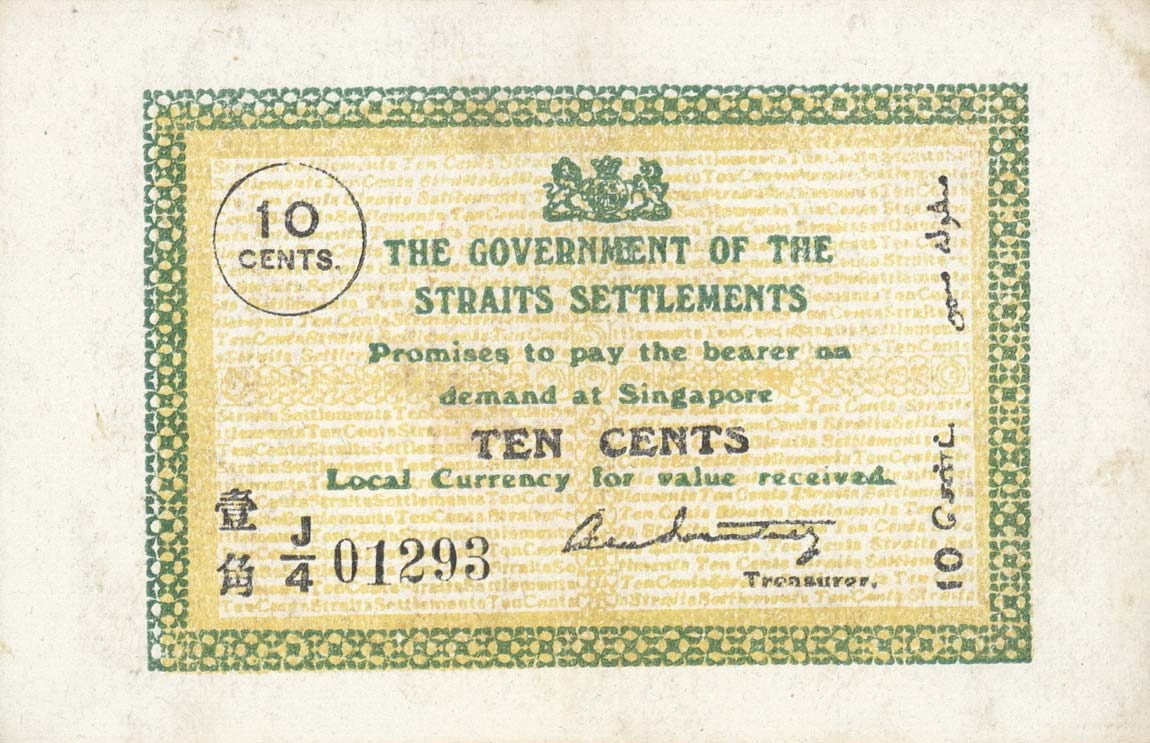 10
CENTS.
THE GOVERNMENT OF THE
STRAITS SETTLEMENTS
Promises to pay the bearer on
demand at Singapore
TEN CENTS
Local Currency for value received.
壹
角
J/4 01293
Treasurer.